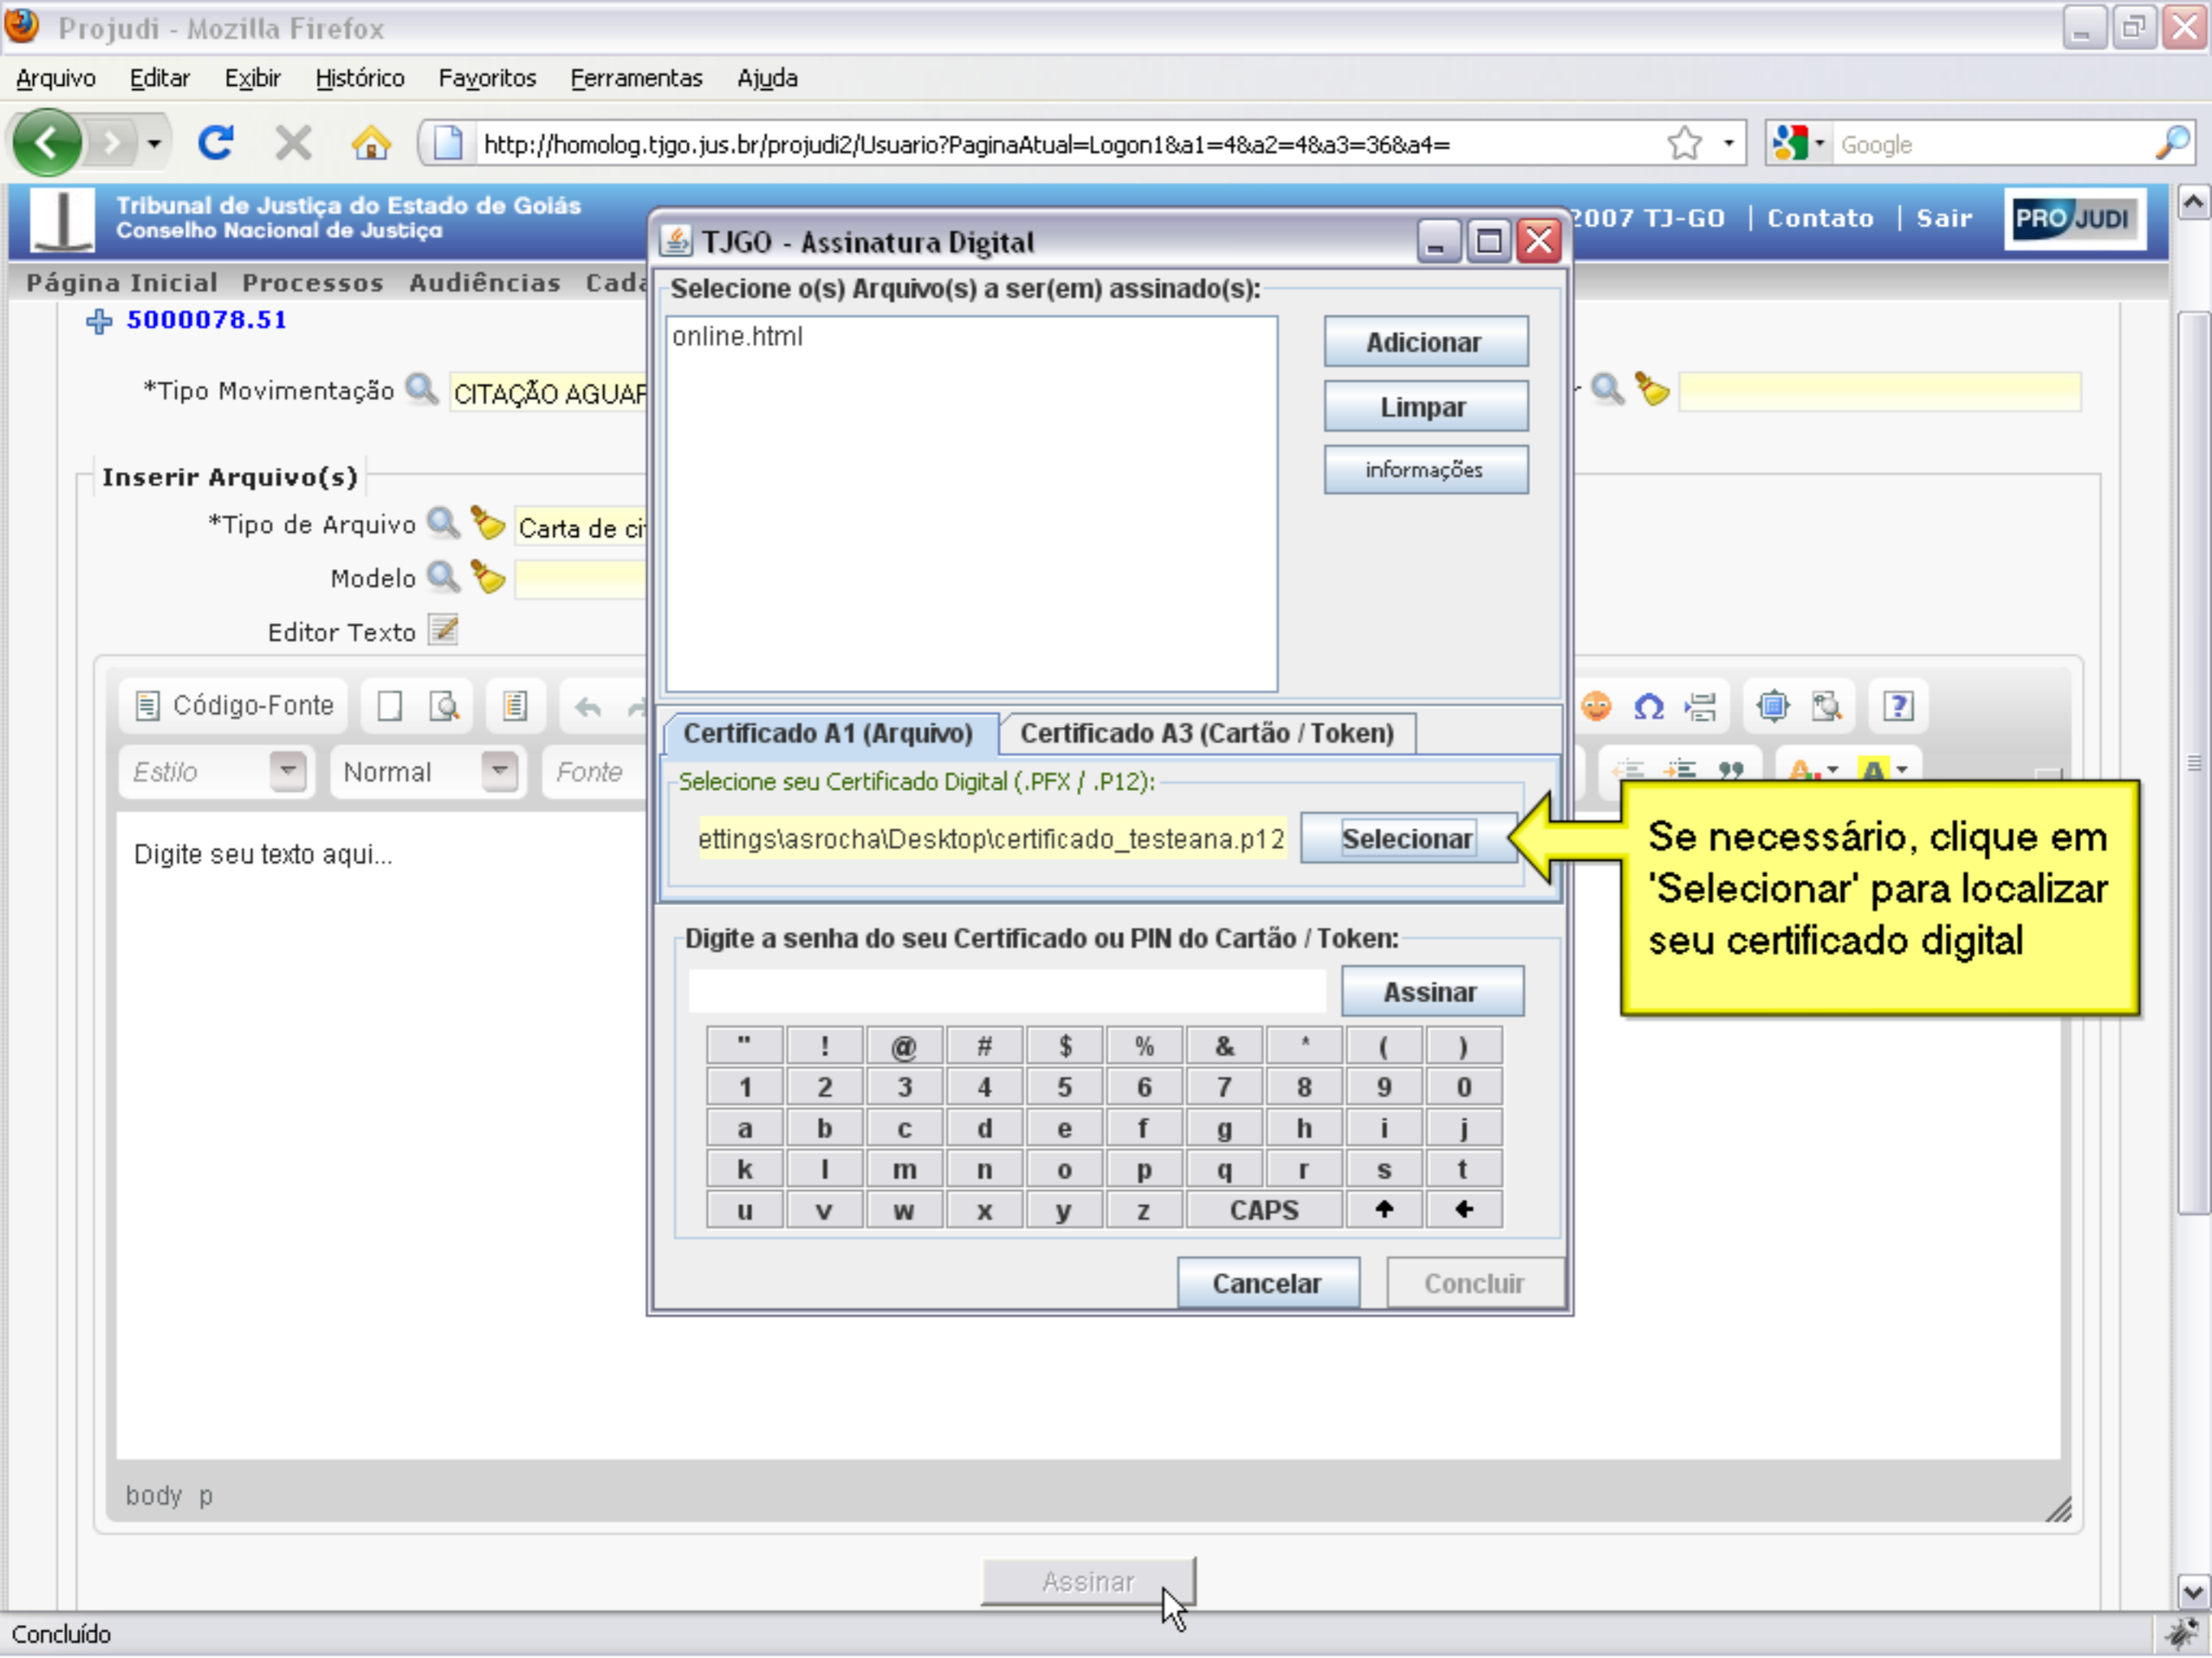 Projudi - Mozilla Firefox
Arquivo Editar Exibir Histórico Favoritos Ferramentas Ajuda
http://homolog.tjgo.jus.br/projudi2/Usuario?PaginaAtual=Logon1&a1=4&a2=4&a3=36&a4=
Google
Tribunal de Justiça do Estado de Goiás
Conselho Nacional de Justiça
2007 TJ-GO | Contato | Sair
PROJUDI
Página Inicial Processos Audiências
5000078.51
*Tipo Movimentação CITAÇÃO
Inserir Arquivo(s)
*Tipo de Arquivo Carta de
Modelo
Editor Texto
Código-Fonte
Estilo Normal Fonte
Digite seu texto aqui...
body p
Assinar
TJGO - Assinatura Digital
Selecione o(s) Arquivo(s) a ser(em) assinado(s):
online.html
Adicionar
Limpar
informações
Certificado A1 (Arquivo) Certificado A3 (Cartão / Token)
Selecione seu Certificado Digital (.PFX / .P12):
ettings\asrocha\Desktop\certificado_testeana.p12 Selecionar
Digite a senha do seu Certificado ou PIN do Cartão / Token:
Assinar
" ! @ # $ % & * ( )
1 2 3 4 5 6 7 8 9 0
a b c d e f g h i j
k l m n o p q r s t
u v w x y z CAPS
Cancelar Concluir
Se necessário, clique em
'Selecionar' para localizar
seu certificado digital
Concluído